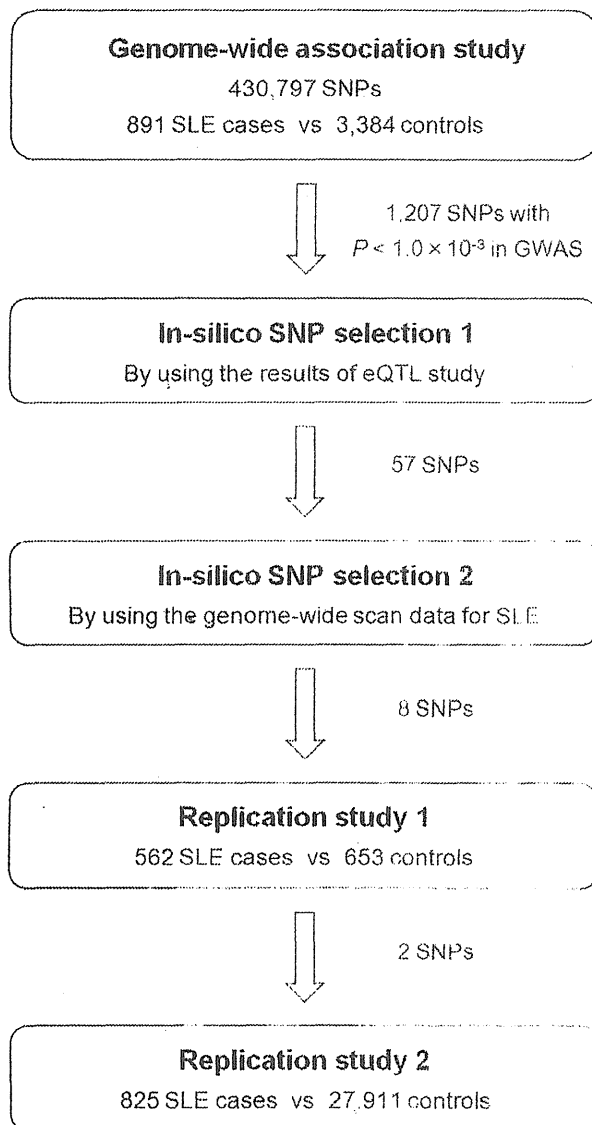 Genome-wide association study
430,797 SNPs
891 SLE cases vs 3,384 controls
1,207 SNPs with
P < 1.0 × 10⁻³ in GWAS
In-silico SNP selection 1
By using the results of eQTL study
57 SNPs
In-silico SNP selection 2
By using the genome-wide scan data for SLE
8 SNPs
Replication study 1
562 SLE cases vs 653 controls
2 SNPs
Replication study 2
825 SLE cases vs 27,911 controls